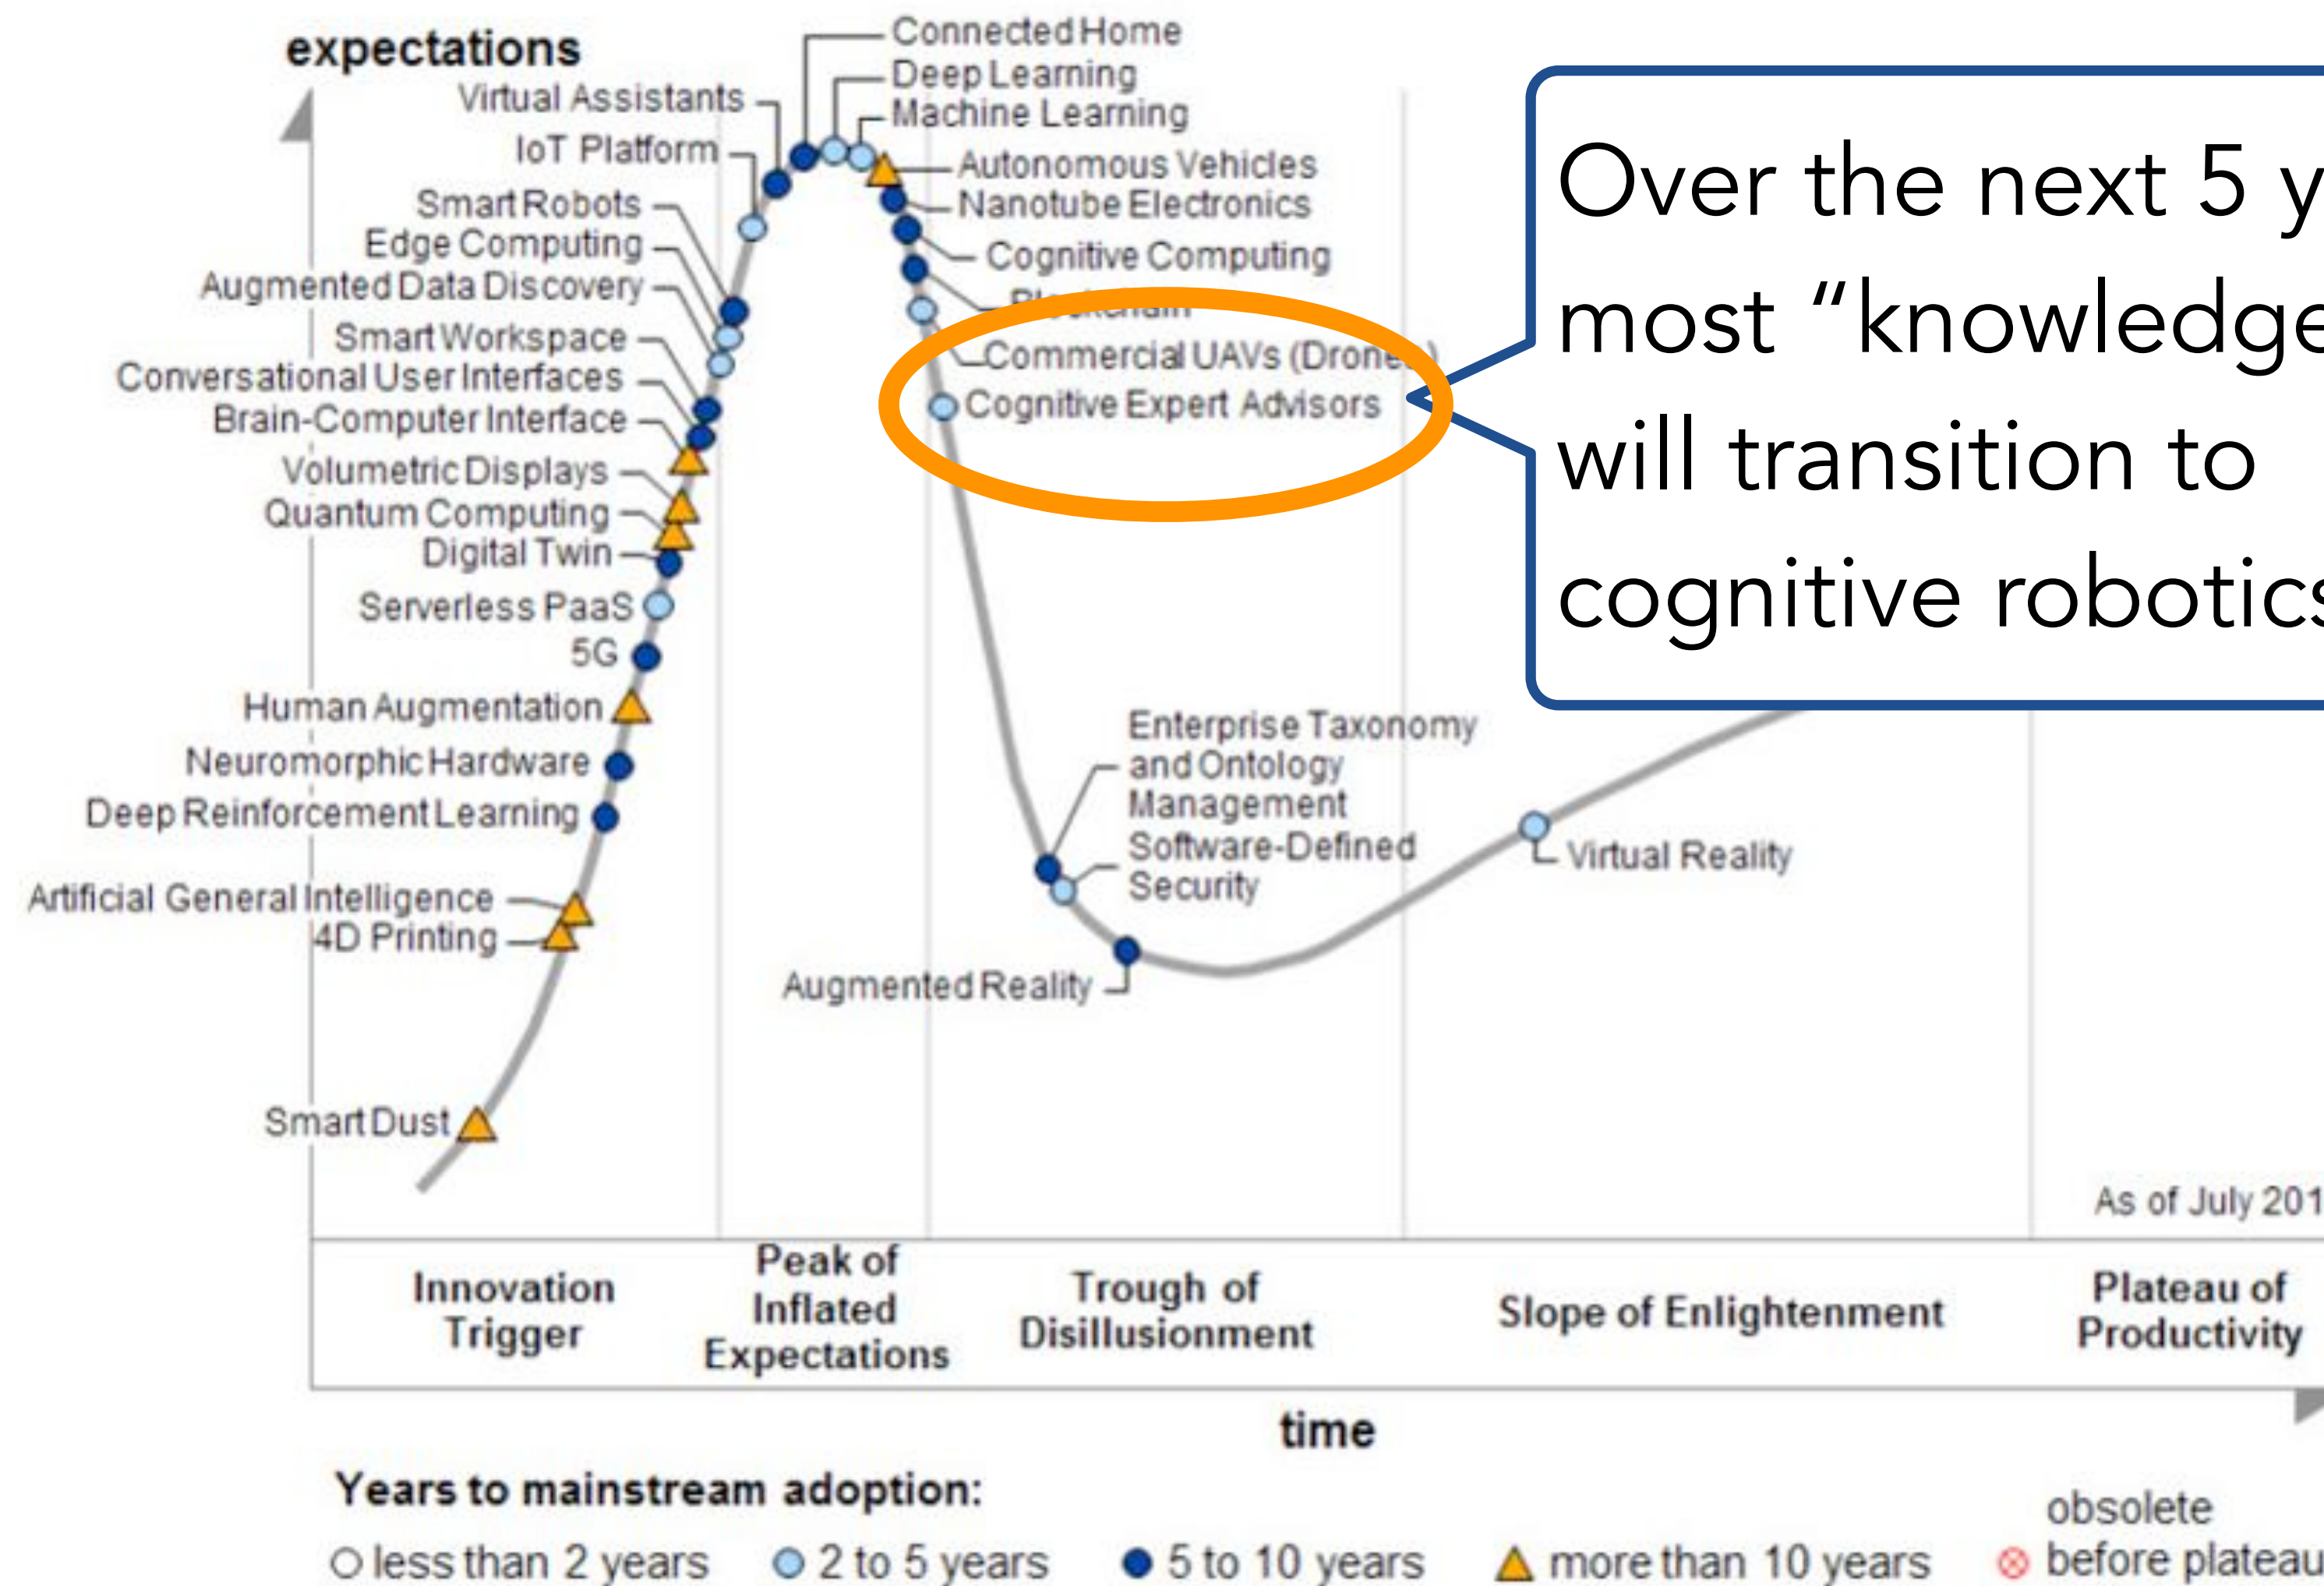 expectations
Connected Home
Deep Learning
Virtual Assistants
Machine Learning
IoT Platform
Autonomous Vehicles
Smart Robots
Nanotube Electronics
Edge Computing
Cognitive Computing
Augmented Data Discovery
Blockchain
Smart Workspace
Commercial UAVs (Drones)
Conversational User Interfaces
Cognitive Expert Advisors
Brain-Computer Interface
Volumetric Displays
Quantum Computing
Digital Twin
Serverless PaaS
5G
Human Augmentation
Neuromorphic Hardware
Deep Reinforcement Learning
Artificial General Intelligence
4D Printing
Smart Dust
Over the next 5 y
most “knowledge
will transition to
cognitive robotics
Enterprise Taxonomy
and Ontology
Management
Software-Defined
Security
Augmented Reality
Virtual Reality
As of July 201
Innovation
Trigger
Peak of
Inflated
Expectations
Trough of
Disillusionment
Slope of Enlightenment
Plateau of
Productivity
time
Years to mainstream adoption:
less than 2 years
2 to 5 years
5 to 10 years
more than 10 years
obsolete
before plateau